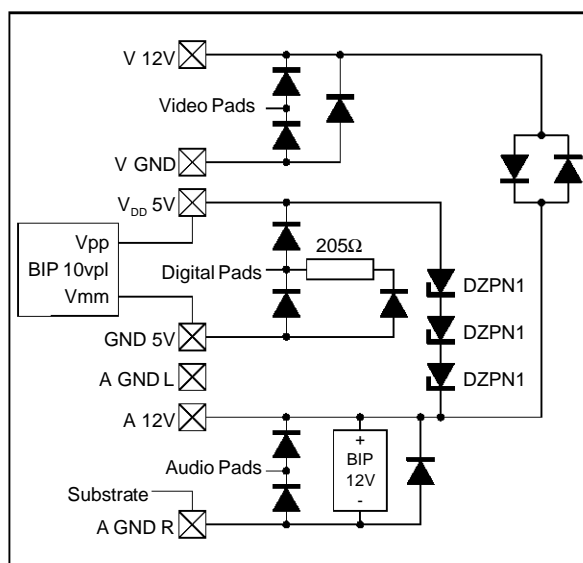 V 12V
Video Pads
V GND
V_DD 5V
Vpp
BIP 10vpl
Vmm
205Ω
Digital Pads
DZPN1
DZPN1
DZPN1
GND 5V
A GND L
A 12V
+
BIP
12V
-
Audio Pads
Substrate
A GND R